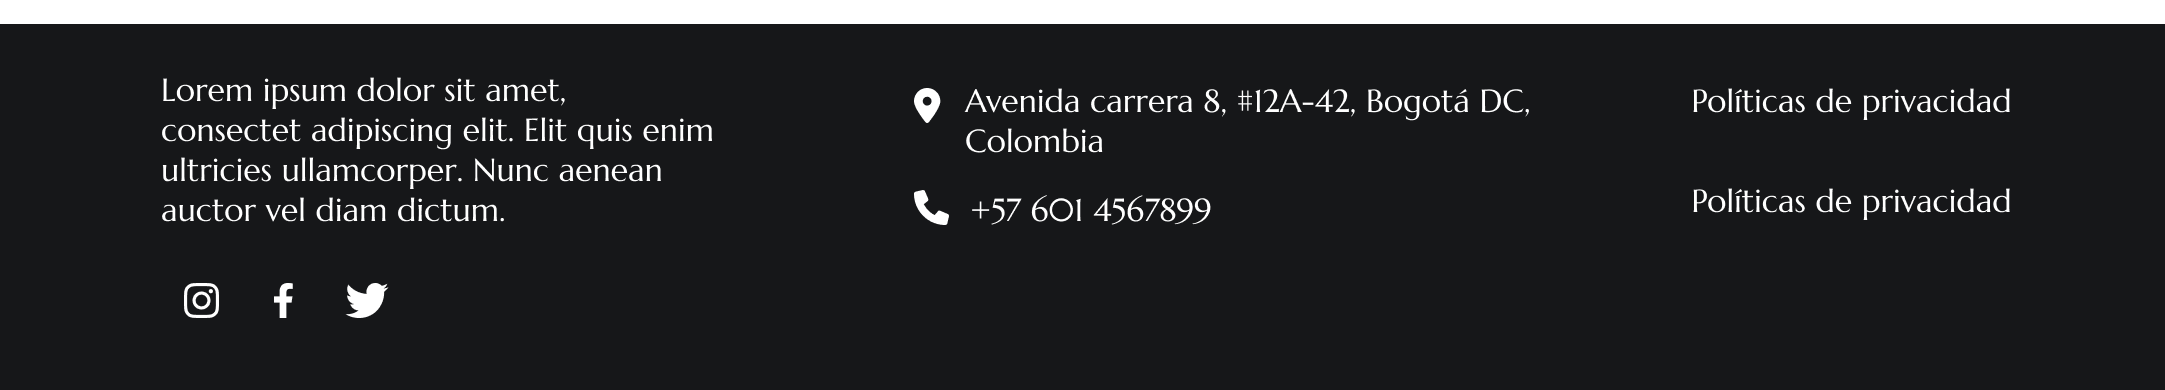 Lorem ipsum dolor sit amet,
consectet adipiscing elit. Elit quis enim
ultricies ullamcorper. Nunc aenean
auctor vel diam dictum.
Avenida carrera 8, #12A-42, Bogotá DC,
Colombia
+57 601 4567899
Políticas de privacidad
Políticas de privacidad